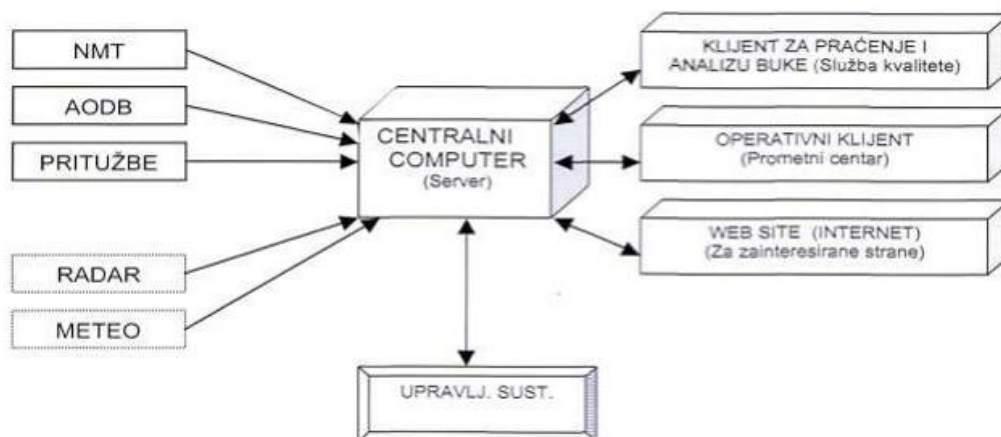 NMT
AODB
PRITUŽBE
RADAR
METEO
CENTRALNI
COMPUTER
(Server)
KLIJENT ZA PRAČENJE I
ANALIZU BUKE (Služba kvalitete)
OPERATIVNI KLIJENT
(Prometni centar)
WEB SITE (INTERNET)
(Za zainteresirane strane)
UPRAVLJ. SUST.